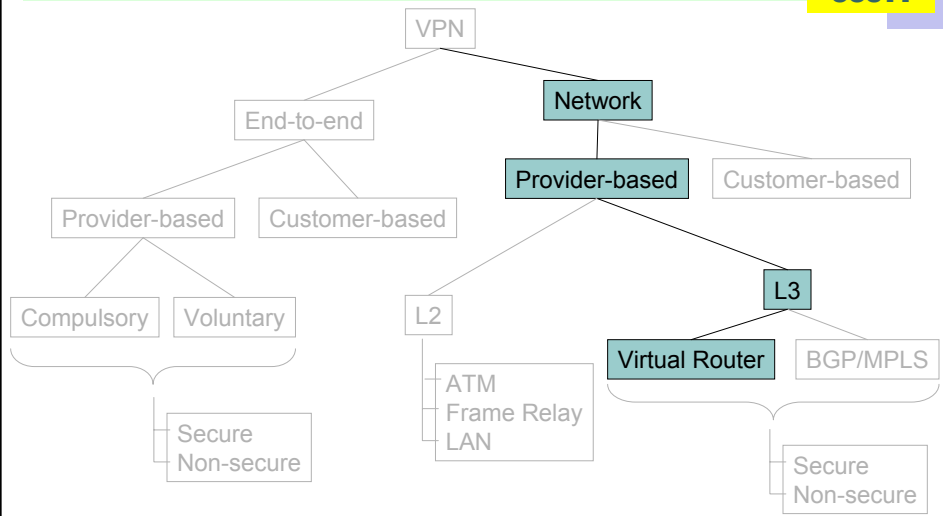 VPN
End-to-end
Network
Provider-based
Customer-based
Provider-based
Customer-based
Compulsory
Voluntary
L2
L3
Virtual Router
BGP/MPLS
ATM
Frame Relay
LAN
Secure
Non-secure
Secure
Non-secure